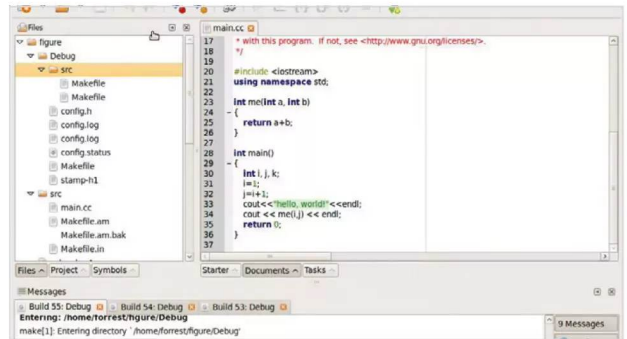 Files
figure
Debug
src
Makefile
Makefile
config.h
config.log
config.log
config.status
Makefile
stamp-h1
src
main.cc
Makefile.am
Makefile.am.bak
Makefile.in
Files Project Symbols
main.cc
17 * with this program. If not, see <http://www.gnu.org/licenses/>.
18 */
19
20 #include <iostream>
21 using namespace std;
22
23 int me(int a, int b)
24 - {
25 return a+b;
26 }
27
28 int main()
29 - {
30 int i, j, k;
31 i=1;
32 j=i+1;
33 cout<<"hello, world!"<<endl;
34 cout << me(i,j) << endl;
35 return 0;
36 }
37
Starter Documents Tasks
Messages
Build 55: Debug Build 54: Debug Build 53: Debug
Entering: /home/forrest/figure/Debug
make[1]: Entering directory `/home/forrest/figure/Debug'
9 Messages